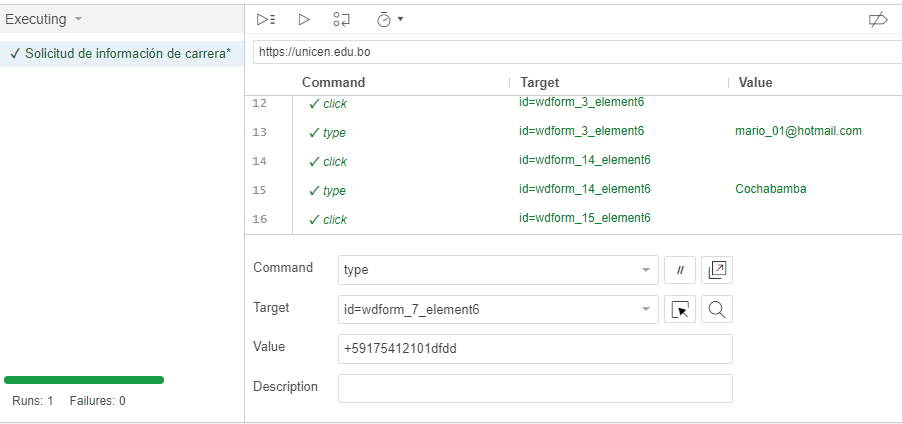 Executing
✓ Solicitud de información de carrera*
https://unicen.edu.bo
Command Target Value
12 ✓ click id=wdform_3_element6
13 ✓ type id=wdform_3_element6 mario_01@hotmail.com
14 ✓ click id=wdform_14_element6
15 ✓ type id=wdform_14_element6 Cochabamba
16 ✓ click id=wdform_15_element6
Command type //
Target id=wdform_7_element6
Value +59175412101dfdd
Description
Runs: 1 Failures: 0